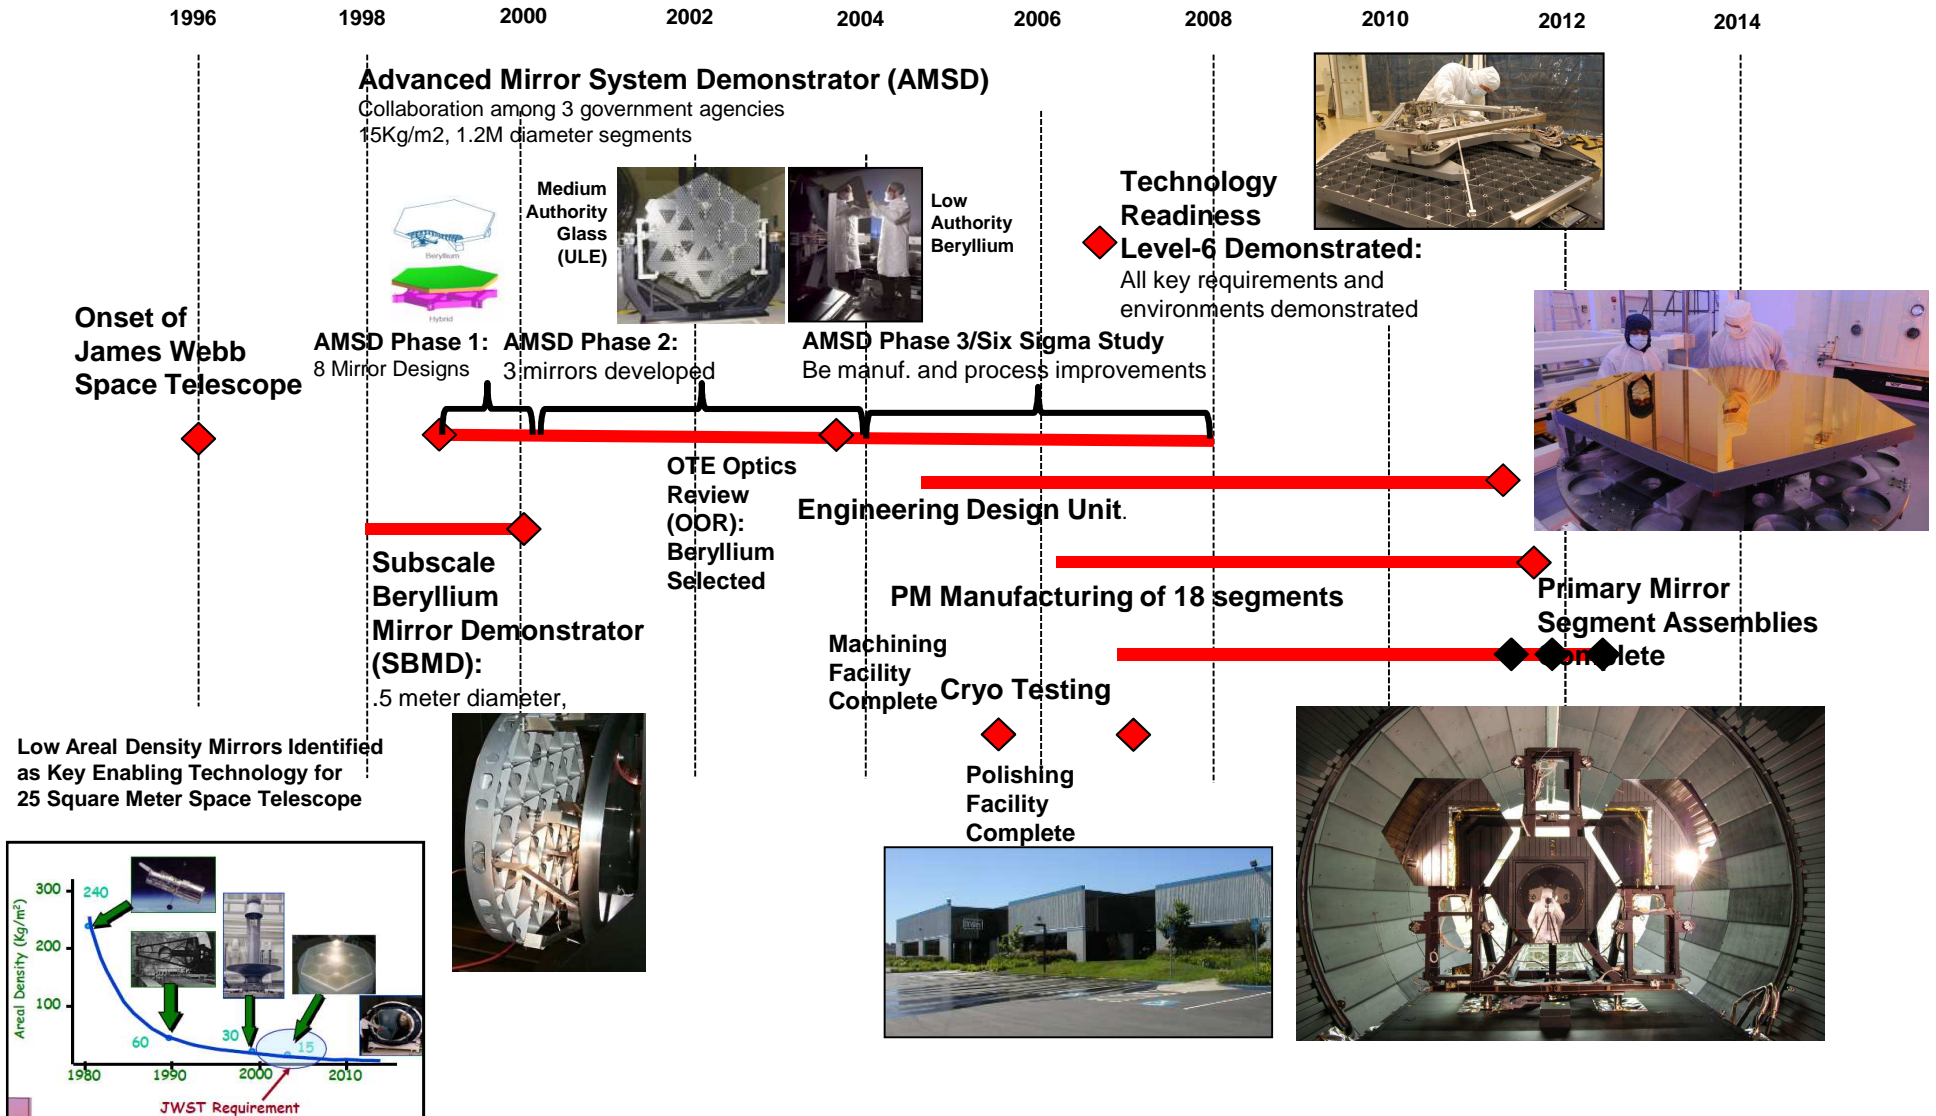 1996 1998 2000 2002 2004 2006 2008 2010 2012 2014
Advanced Mirror System Demonstrator (AMSD)
Collaboration among 3 government agencies
15Kg/m2, 1.2M diameter segments
Beryllium
Hybrid
Medium
Authority
Glass
(ULE)
Low
Authority
Beryllium
Technology
Readiness
Level-6 Demonstrated:
All key requirements and
environments demonstrated
Onset of
James Webb
Space Telescope
AMSD Phase 1:
8 Mirror Designs
AMSD Phase 2:
3 mirrors developed
AMSD Phase 3/Six Sigma Study
Be manuf. and process improvements
OTE Optics
Review
(OOR):
Beryllium
Selected
Engineering Design Unit.
Subscale
Beryllium
Mirror Demonstrator
(SBMD):
.5 meter diameter,
PM Manufacturing of 18 segments
Primary Mirror
Segment Assemblies
Complete
Machining
Facility
Complete
Cryo Testing
Polishing
Facility
Complete
Low Areal Density Mirrors Identified
as Key Enabling Technology for
25 Square Meter Space Telescope
Areal Density (Kg/m²)
300
200
100
240
60
30
15
1980 1990 2000 2010
JWST Requirement